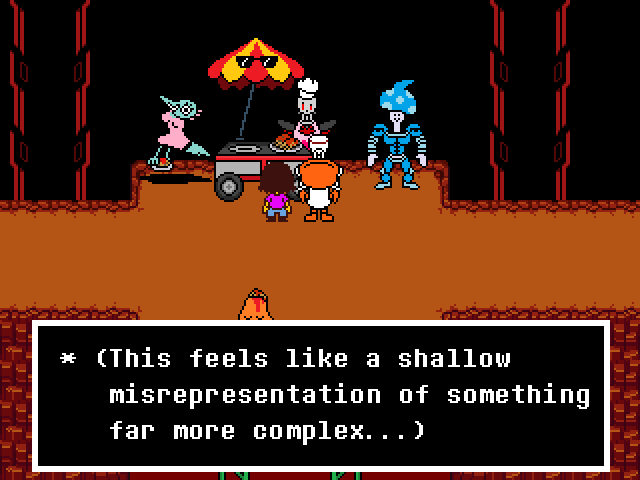 * (This feels like a shallow
misrepresentation of something
far more complex...)